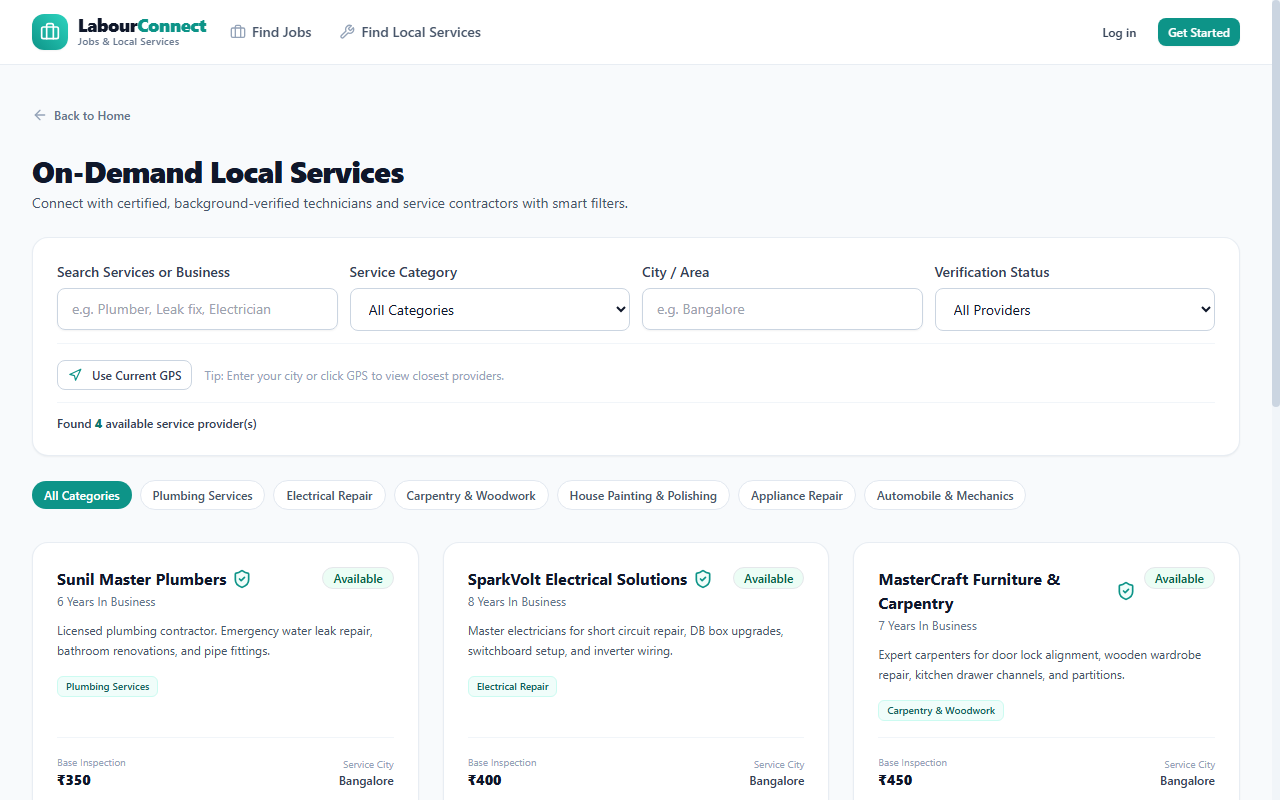 LabourConnect
Jobs & Local Services
Find Jobs
Find Local Services
Log in
Get Started
Back to Home
On-Demand Local Services
Connect with certified, background-verified technicians and service contractors with smart filters.
Search Services or Business
Service Category
City / Area
Verification Status
e.g. Plumber, Leak fix, Electrician
All Categories
e.g. Bangalore
All Providers
Use Current GPS
Tip: Enter your city or click GPS to view closest providers.
Found 4 available service provider(s)
All Categories
Plumbing Services
Electrical Repair
Carpentry & Woodwork
House Painting & Polishing
Appliance Repair
Automobile & Mechanics
Sunil Master Plumbers
Available
6 Years In Business
Licensed plumbing contractor. Emergency water leak repair,
bathroom renovations, and pipe fittings.
Plumbing Services
Base Inspection
₹350
Service City
Bangalore
SparkVolt Electrical Solutions
Available
8 Years In Business
Master electricians for short circuit repair, DB box upgrades,
switchboard setup, and inverter wiring.
Electrical Repair
Base Inspection
₹400
Service City
Bangalore
MasterCraft Furniture &
Carpentry
Available
7 Years In Business
Expert carpenters for door lock alignment, wooden wardrobe
repair, kitchen drawer channels, and partitions.
Carpentry & Woodwork
Base Inspection
₹450
Service City
Bangalore